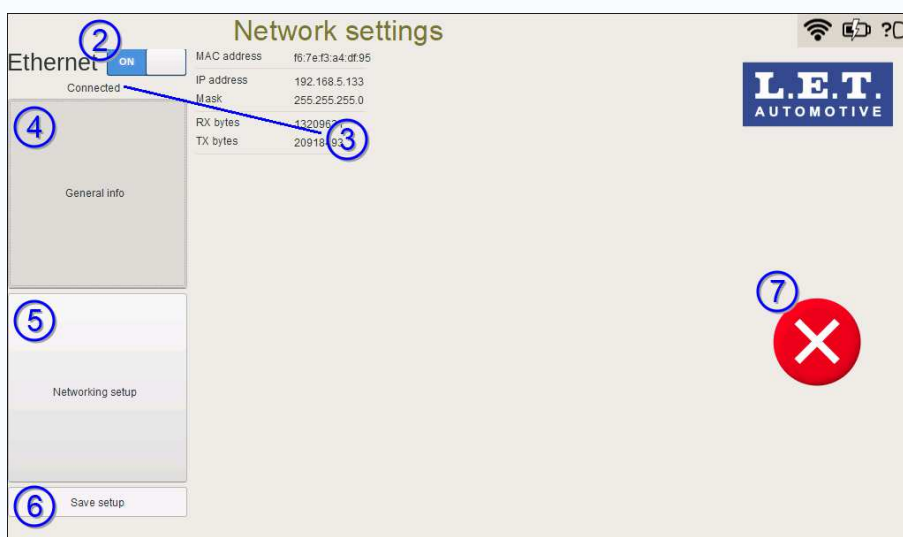 Network settings
?
2
Ethernet ON
Connected
MAC address f6:7e:f3:a4:df:95
IP address 192.168.5.133
Mask 255.255.255.0
RX bytes
TX bytes
3
L.E.T.
AUTOMOTIVE
4
General info
5
Networking setup
6
Save setup
7